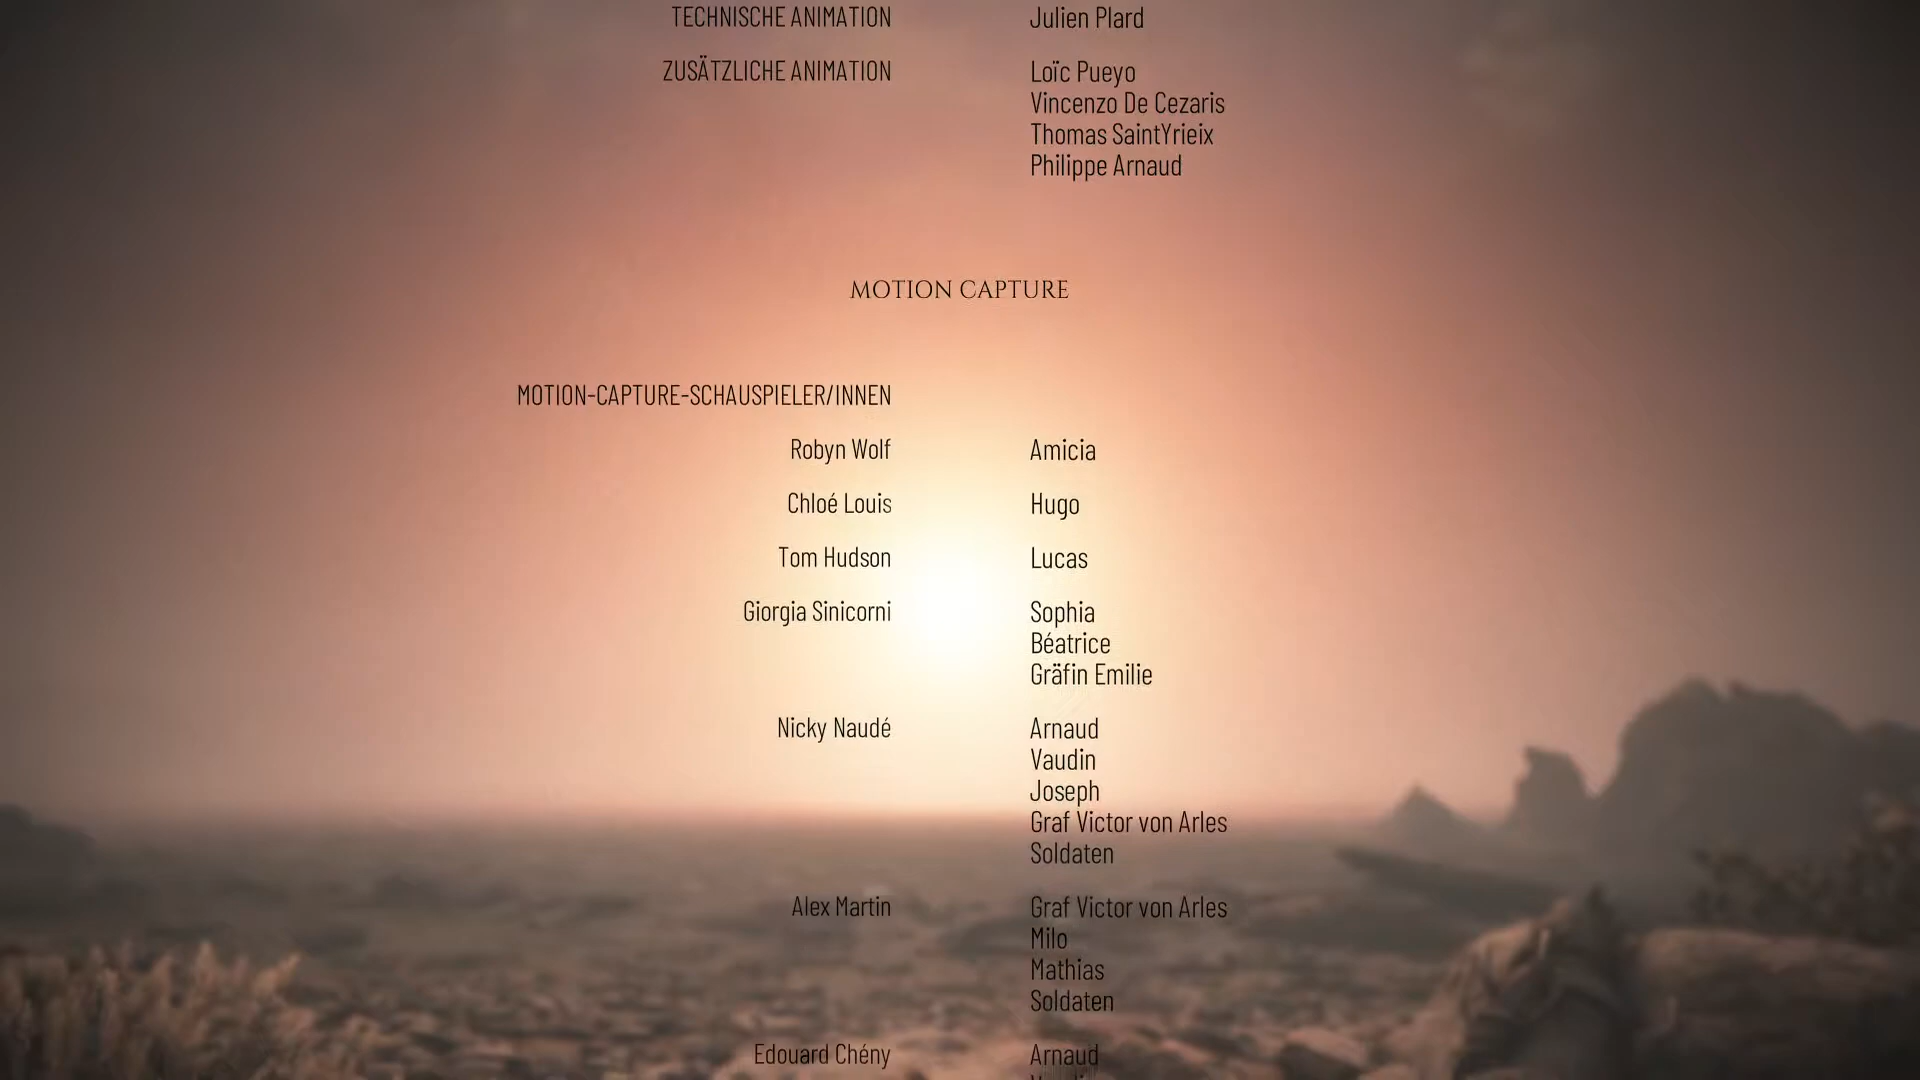 TECHNISCHE ANIMATION Julien Plard
ZUSÄTZLICHE ANIMATION Loïc Pueyo
Vincenzo De Cezaris
Thomas SaintYrieix
Philippe Arnaud
MOTION CAPTURE
MOTION-CAPTURE-SCHAUSPIELER/INNEN
Robyn Wolf Amicia
Chloé Louis Hugo
Tom Hudson Lucas
Giorgia Sinicorni Sophia
Béatrice
Gräfin Emilie
Nicky Naudé Arnaud
Vaudin
Joseph
Graf Victor von Arles
Soldaten
Alex Martin Graf Victor von Arles
Milo
Mathias
Soldaten
Edouard Chény Arnaud